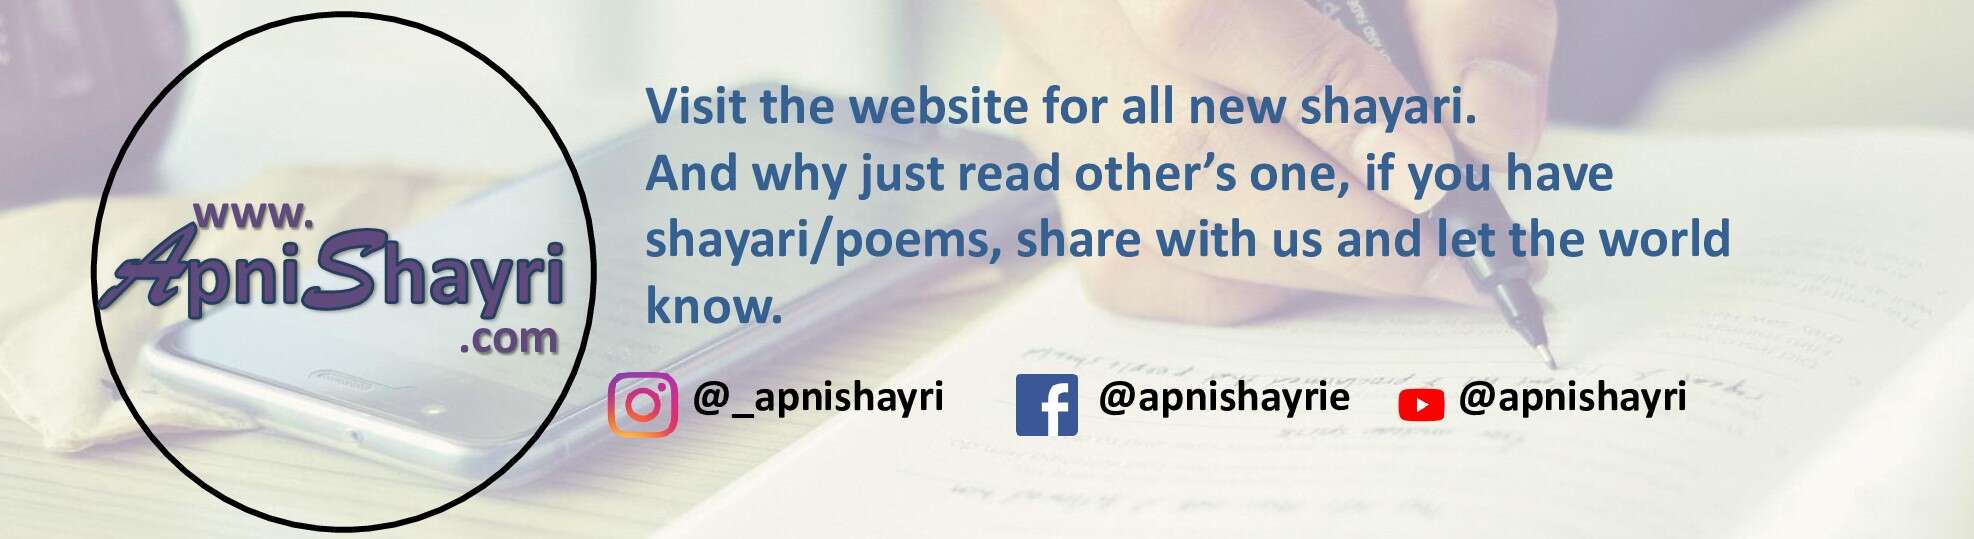 www.
ApniShayri
.com
Visit the website for all new shayari.
And why just read other’s one, if you have
shayari/poems, share with us and let the world
know.
@_apnishayri @apnishayrie @apnishayri